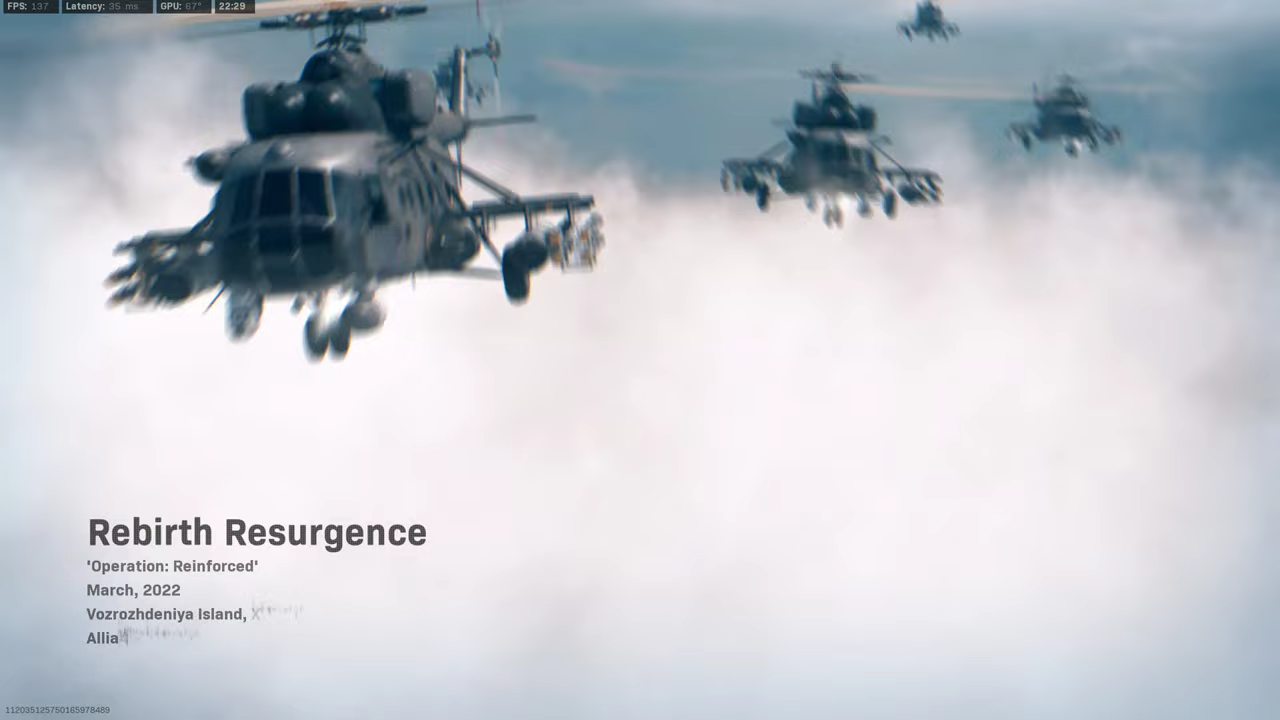 FPS: 137 Latency: 35 ms GPU: 67° 22:29
Rebirth Resurgence
'Operation: Reinforced'
March, 2022
Vozrozhdeniya Island,
Allia
11203512575016597848​9